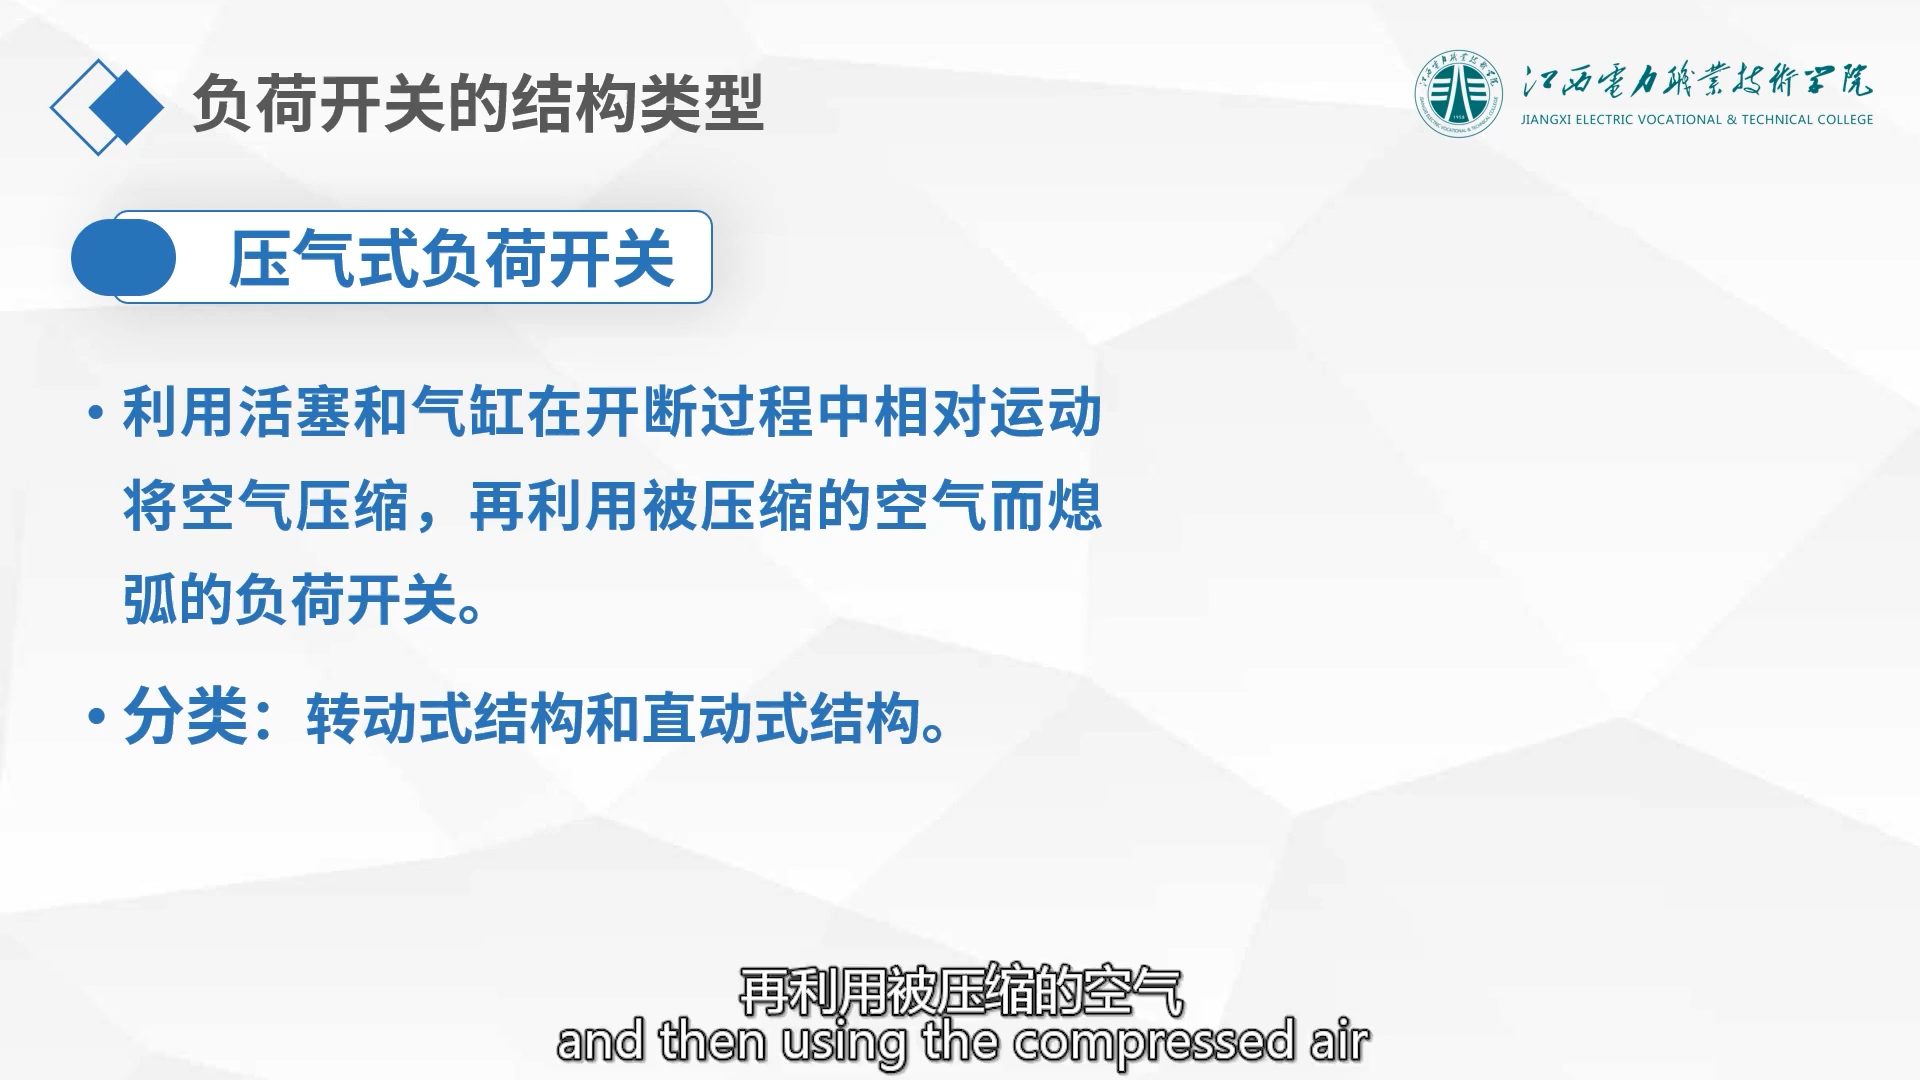 负荷开关的结构类型
江西電力職業技術学院
JIANGXI ELECTRIC VOCATIONAL & TECHNICAL COLLEGE
压气式负荷开关
• 利用活塞和气缸在开断过程中相对运动
将空气压缩，再利用被压缩的空气而熄
弧的负荷开关。
• 分类：转动式结构和直动式结构。
再利用被压缩的空气
and then using the compressed air